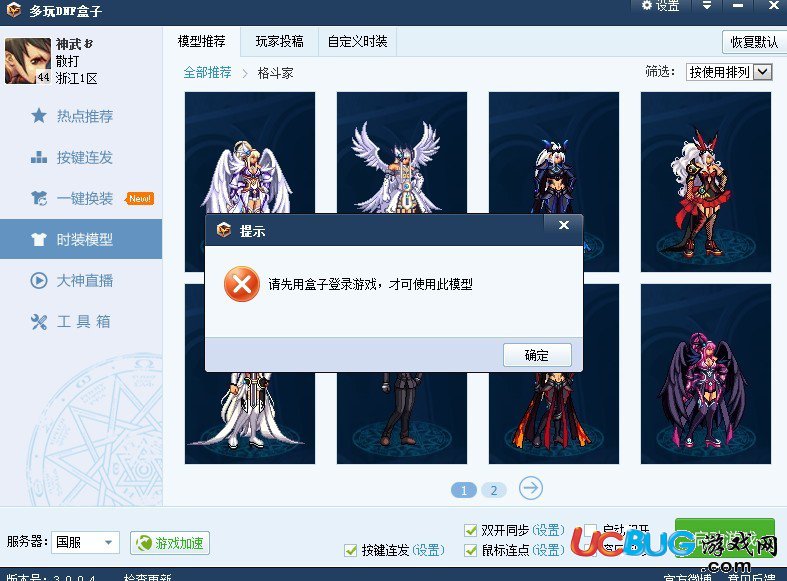 多玩DNF盒子
设置
神武
散打
44
浙江1区
模型推荐
玩家投稿
自定义时装
恢复默认
全部推荐 > 格斗家
筛选： 按使用排列
热点推荐
按键连发
一键换装 New!
时装模型
大神直播
工具箱
提示
请先用盒子登录游戏，才可使用此模型
确定
1 2
服务器： 国服
游戏加速
双开同步 (设置)
按键连发 (设置)
鼠标连点 (设置)
UCBUG游戏网
.com
版本号：3.0.0.4 检查更新
官方微博 意见反馈